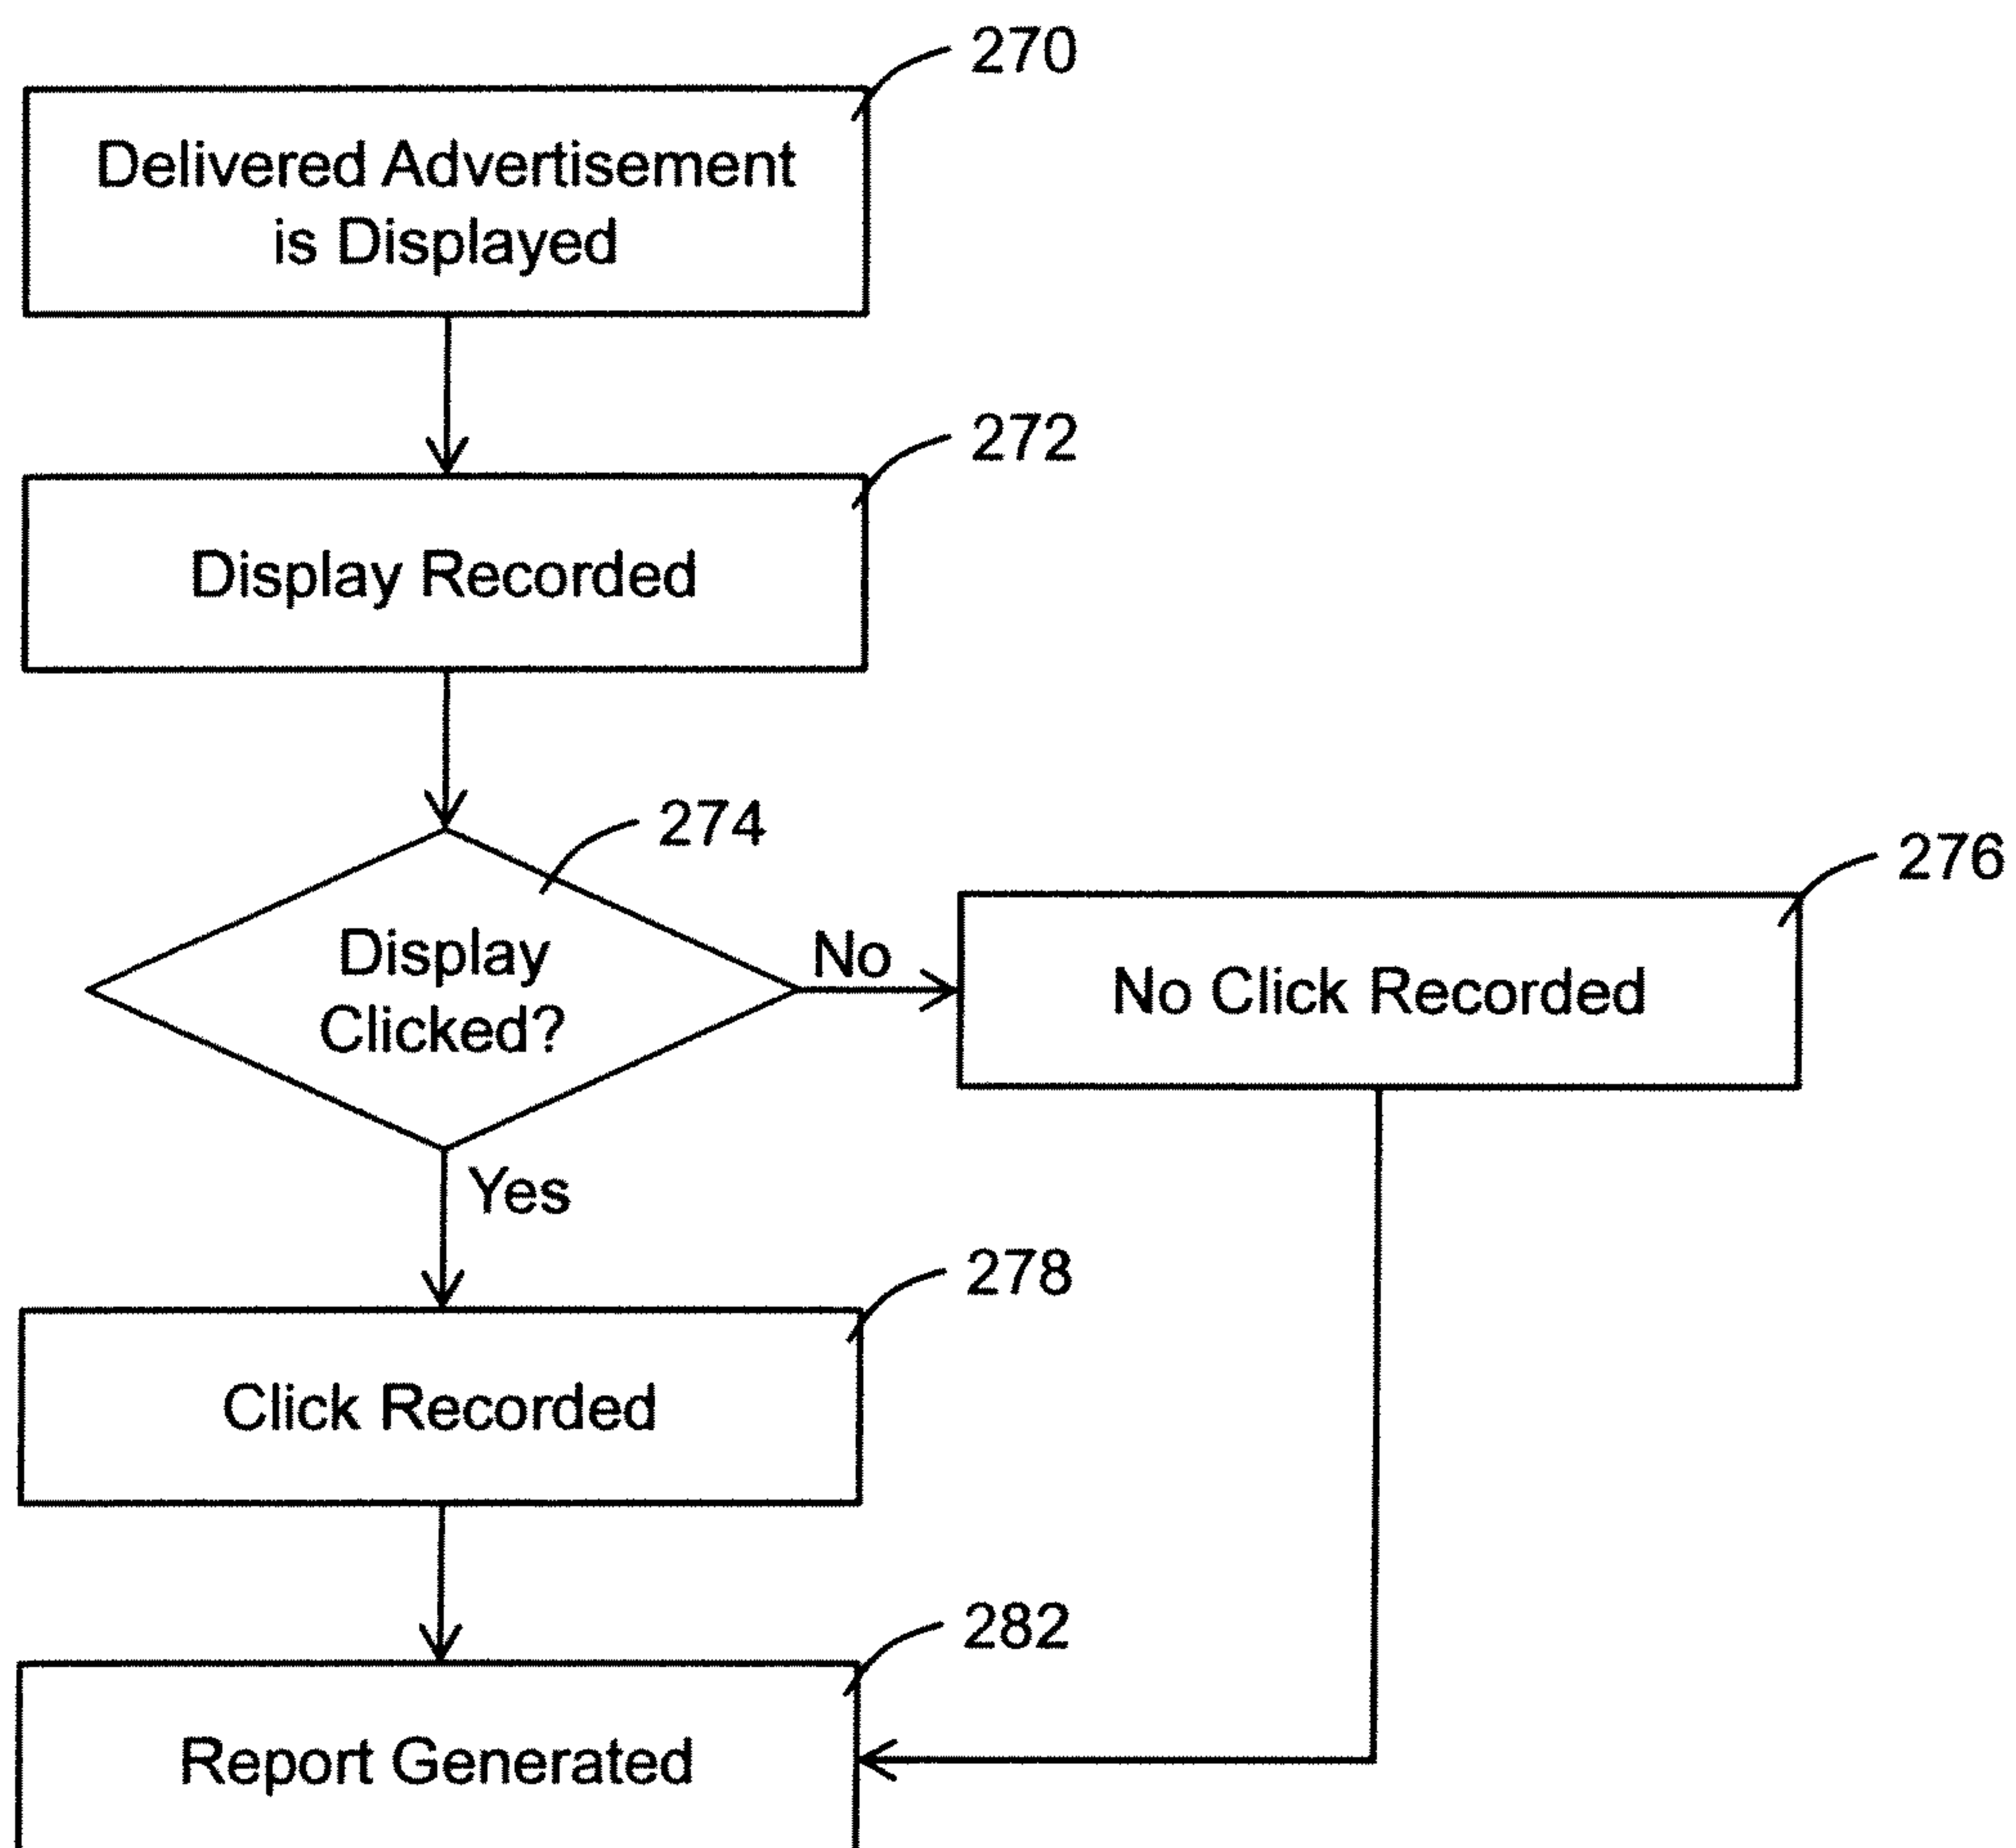 270
Delivered Advertisement
is Displayed
272
Display Recorded
274
Display
Clicked?
No
276
No Click Recorded
Yes
278
Click Recorded
282
Report Generated